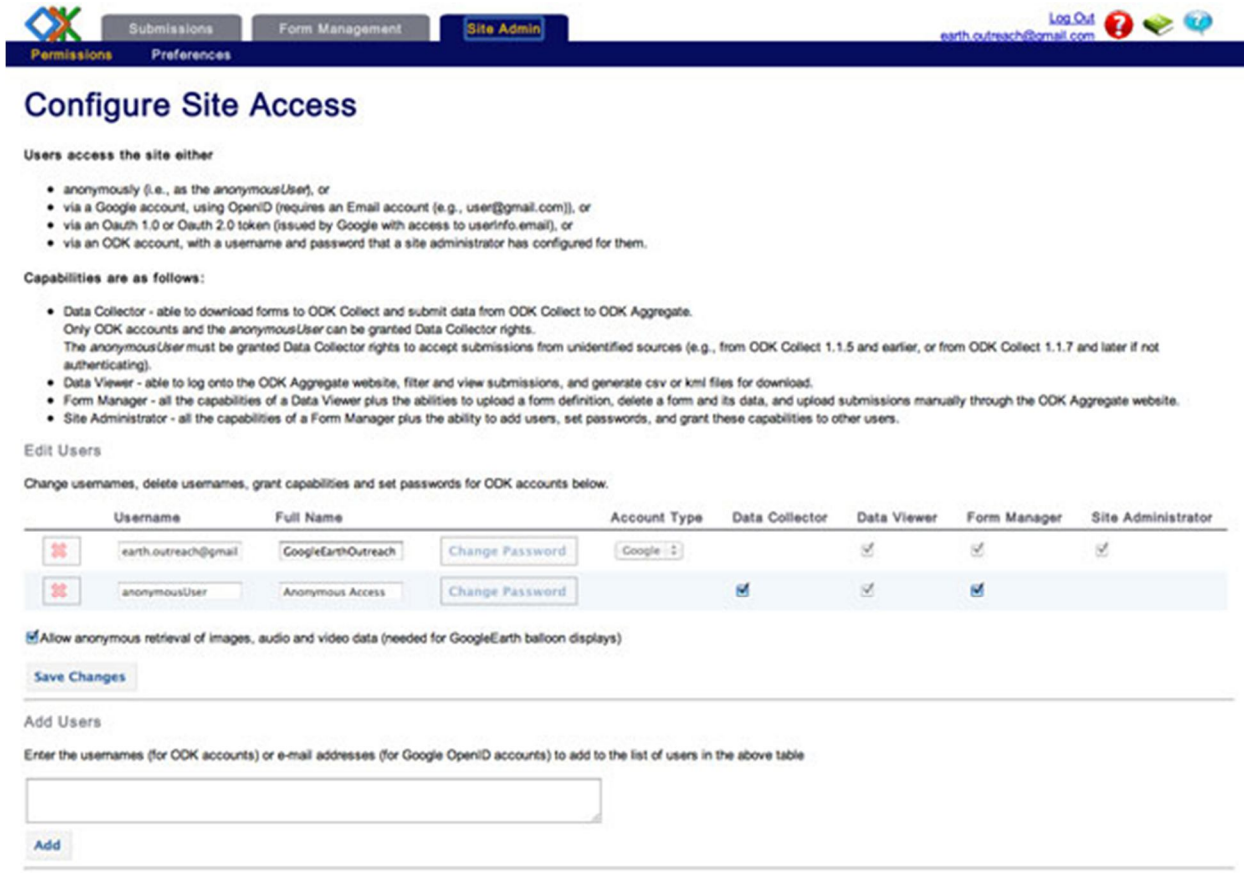 ODK
Submissions Form Management Site Admin
Log Out
earth.outreach@gmail.com
Permissions Preferences
Configure Site Access
Users access the site either
• anonymously (i.e., as the anonymousUser), or
• via a Google account, using OpenID (requires an Email account (e.g., user@gmail.com)), or
• via an Oauth 1.0 or Oauth 2.0 token (issued by Google with access to userinfo.email), or
• via an ODK account, with a username and password that a site administrator has configured for them.
Capabilities are as follows:
• Data Collector - able to download forms to ODK Collect and submit data from ODK Collect to ODK Aggregate.
Only ODK accounts and the anonymousUser can be granted Data Collector rights.
The anonymousUser must be granted Data Collector rights to accept submissions from unidentified sources (e.g., from ODK Collect 1.1.5 and earlier, or from ODK Collect 1.1.7 and later if not
authenticating).
• Data Viewer - able to log onto the ODK Aggregate website, filter and view submissions, and generate csv or kml files for download.
• Form Manager - all the capabilities of a Data Viewer plus the abilities to upload a form definition, delete a form and its data, and upload submissions manually through the ODK Aggregate website.
• Site Administrator - all the capabilities of a Form Manager plus the ability to add users, set passwords, and grant these capabilities to other users.
Edit Users
Change usernames, delete usernames, grant capabilities and set passwords for ODK accounts below.
Username Full Name Account Type Data Collector Data Viewer Form Manager Site Administrator
earth.outreach@gmail GoogleEarthOutreach Change Password Google
anonymousUser Anonymous Access Change Password
Allow anonymous retrieval of images, audio and video data (needed for GoogleEarth balloon displays)
Save Changes
Add Users
Enter the usernames (for ODK accounts) or e-mail addresses (for Google OpenID accounts) to add to the list of users in the above table
Add